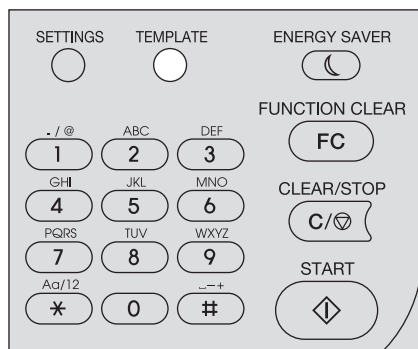 SETTINGS TEMPLATE ENERGY SAVER
FUNCTION CLEAR
FC
. / @ ABC DEF
1 2 3
GHI JKL MNO
4 5 6
CLEAR/STOP
C/
PQRS TUV WXYZ
7 8 9
START
Aa/12 ⎵–+
* 0 #